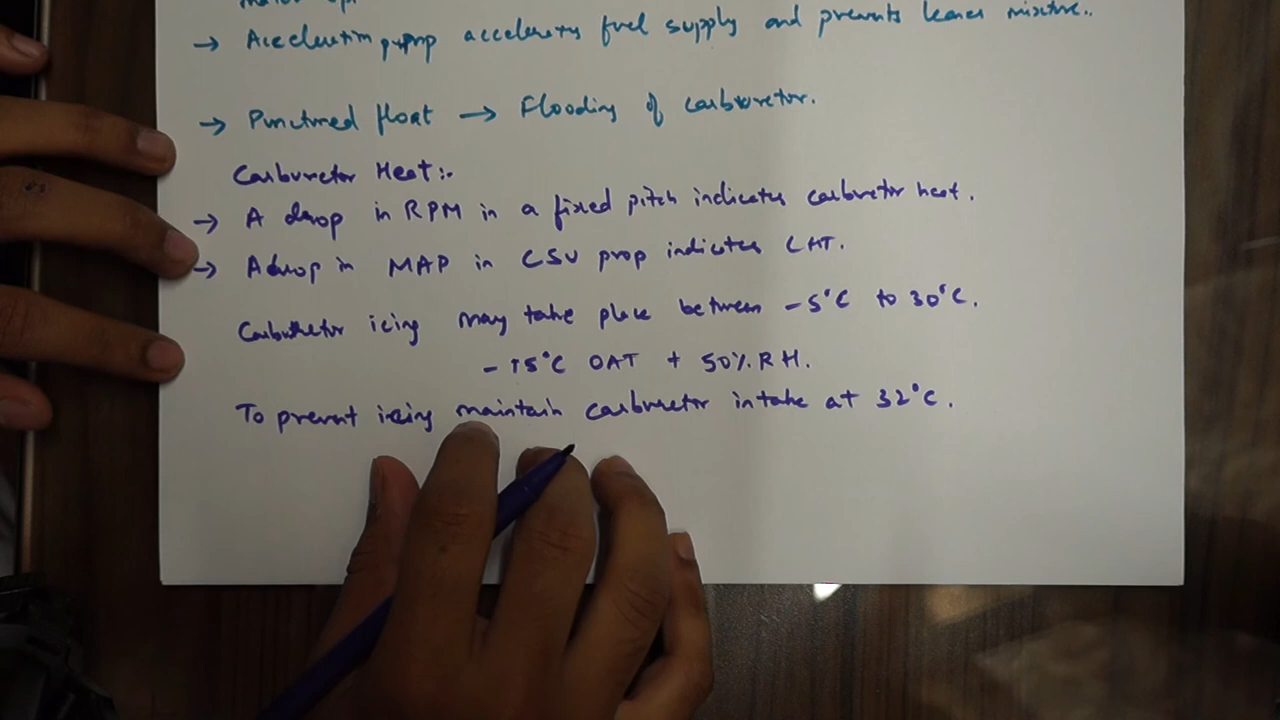 → Acceleration pump accelerates fuel supply and prevents leaner mixture..
→ Punctured float → Flooding of carburetor.
Carburetor Heat:-
→ A drop in RPM in a fixed pitch indicates carburetor heat.
→ A drop in MAP in CSU prop indicates
Carburetor icing may take place between -5°C to 30°C.
-15°C OAT + 50% RH.
To prevent icing maintain carburetor intake at 32°C.